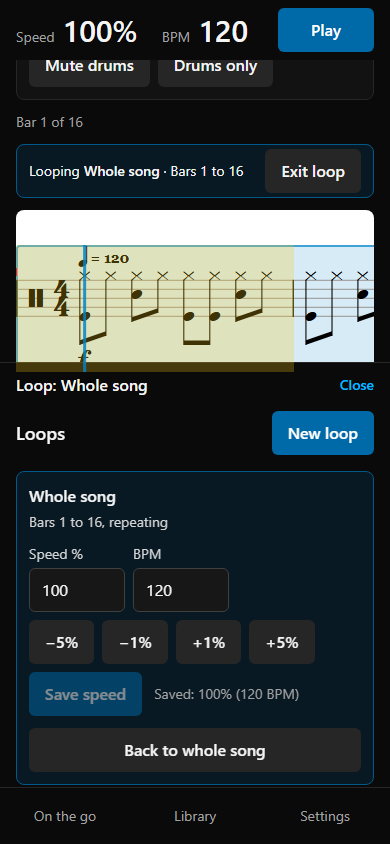 Speed 100% BPM 120 Play
Mute drums Drums only
Bar 1 of 16
Looping Whole song · Bars 1 to 16 Exit loop
= 120
4
4
f
Loop: Whole song Close
Loops New loop
Whole song
Bars 1 to 16, repeating
Speed % BPM
100 120
−5% −1% +1% +5%
Save speed Saved: 100% (120 BPM)
Back to whole song
On the go Library Settings